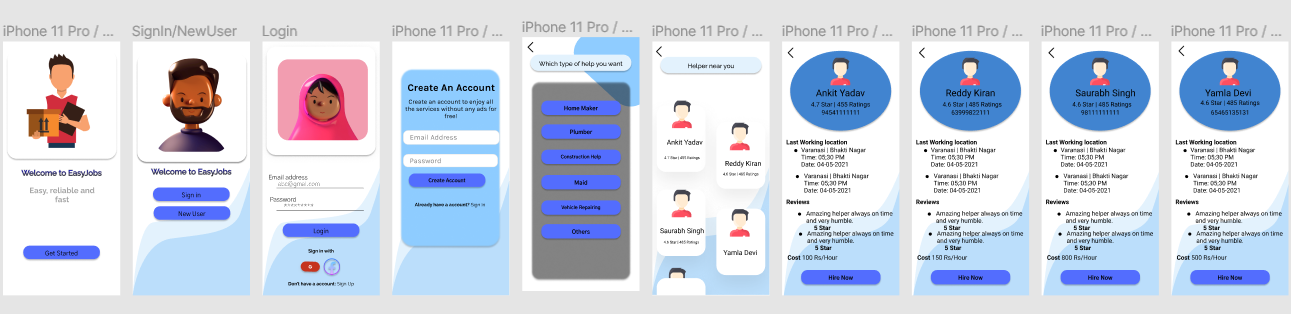 iPhone 11 Pro / ...
Welcome to EasyJobs
Easy, reliable and
fast
Get Started
SignIn/NewUser
Welcome to EasyJobs
Sign in
New User
Login
Email address
Password
Login
Sign in with
G
Don't have a account: Sign Up
iPhone 11 Pro / ...
Create An Account
Create an account to enjoy all
the services without any ads for
free!
Email Address
Password
Create Account
Already have a account? Sign in
iPhone 11 Pro / ...
Which type of help you want
Home Maker
Plumber
Construction Help
Maid
Vehicle Repairing
Others
iPhone 11 Pro / ...
Helper near you
Ankit Yadav
4.7 Star | 455 Ratings
Reddy Kiran
4.6 Star | 485 Ratings
Saurabh Singh
4.6 Star | 485 Ratings
Yamla Devi
iPhone 11 Pro / ...
Ankit Yadav
4.7 Star | 455 Ratings
94541111111
Last Working location
Varanasi | Bhakti Nagar
Time: 05;30 PM
Date: 04-05-2021
Varanasi | Bhakti Nagar
Time: 05;30 PM
Date: 04-05-2021
Reviews
Amazing helper always on time
and very humble.
5 Star
Amazing helper always on time
and very humble.
5 Star
Cost 100 Rs/Hour
Hire Now
iPhone 11 Pro / ...
Reddy Kiran
4.6 Star | 485 Ratings
63999822111
Last Working location
Varanasi | Bhakti Nagar
Time: 05;30 PM
Date: 04-05-2021
Varanasi | Bhakti Nagar
Time: 05;30 PM
Date: 04-05-2021
Reviews
Amazing helper always on time
and very humble.
5 Star
Amazing helper always on time
and very humble.
5 Star
Cost 150 Rs/Hour
Hire Now
iPhone 11 Pro / ...
Saurabh Singh
4.6 Star | 485 Ratings
98111111111
Last Working location
Varanasi | Bhakti Nagar
Time: 05;30 PM
Date: 04-05-2021
Varanasi | Bhakti Nagar
Time: 05;30 PM
Date: 04-05-2021
Reviews
Amazing helper always on time
and very humble.
5 Star
Amazing helper always on time
and very humble.
5 Star
Cost 800 Rs/Hour
Hire Now
iPhone 11 Pro / ...
Yamla Devi
4.6 Star | 485 Ratings
65465135131
Last Working location
Varanasi | Bhakti Nagar
Time: 05;30 PM
Date: 04-05-2021
Varanasi | Bhakti Nagar
Time: 05;30 PM
Date: 04-05-2021
Reviews
Amazing helper always on time
and very humble.
5 Star
Amazing helper always on time
and very humble.
5 Star
Cost 500 Rs/Hour
Hire Now